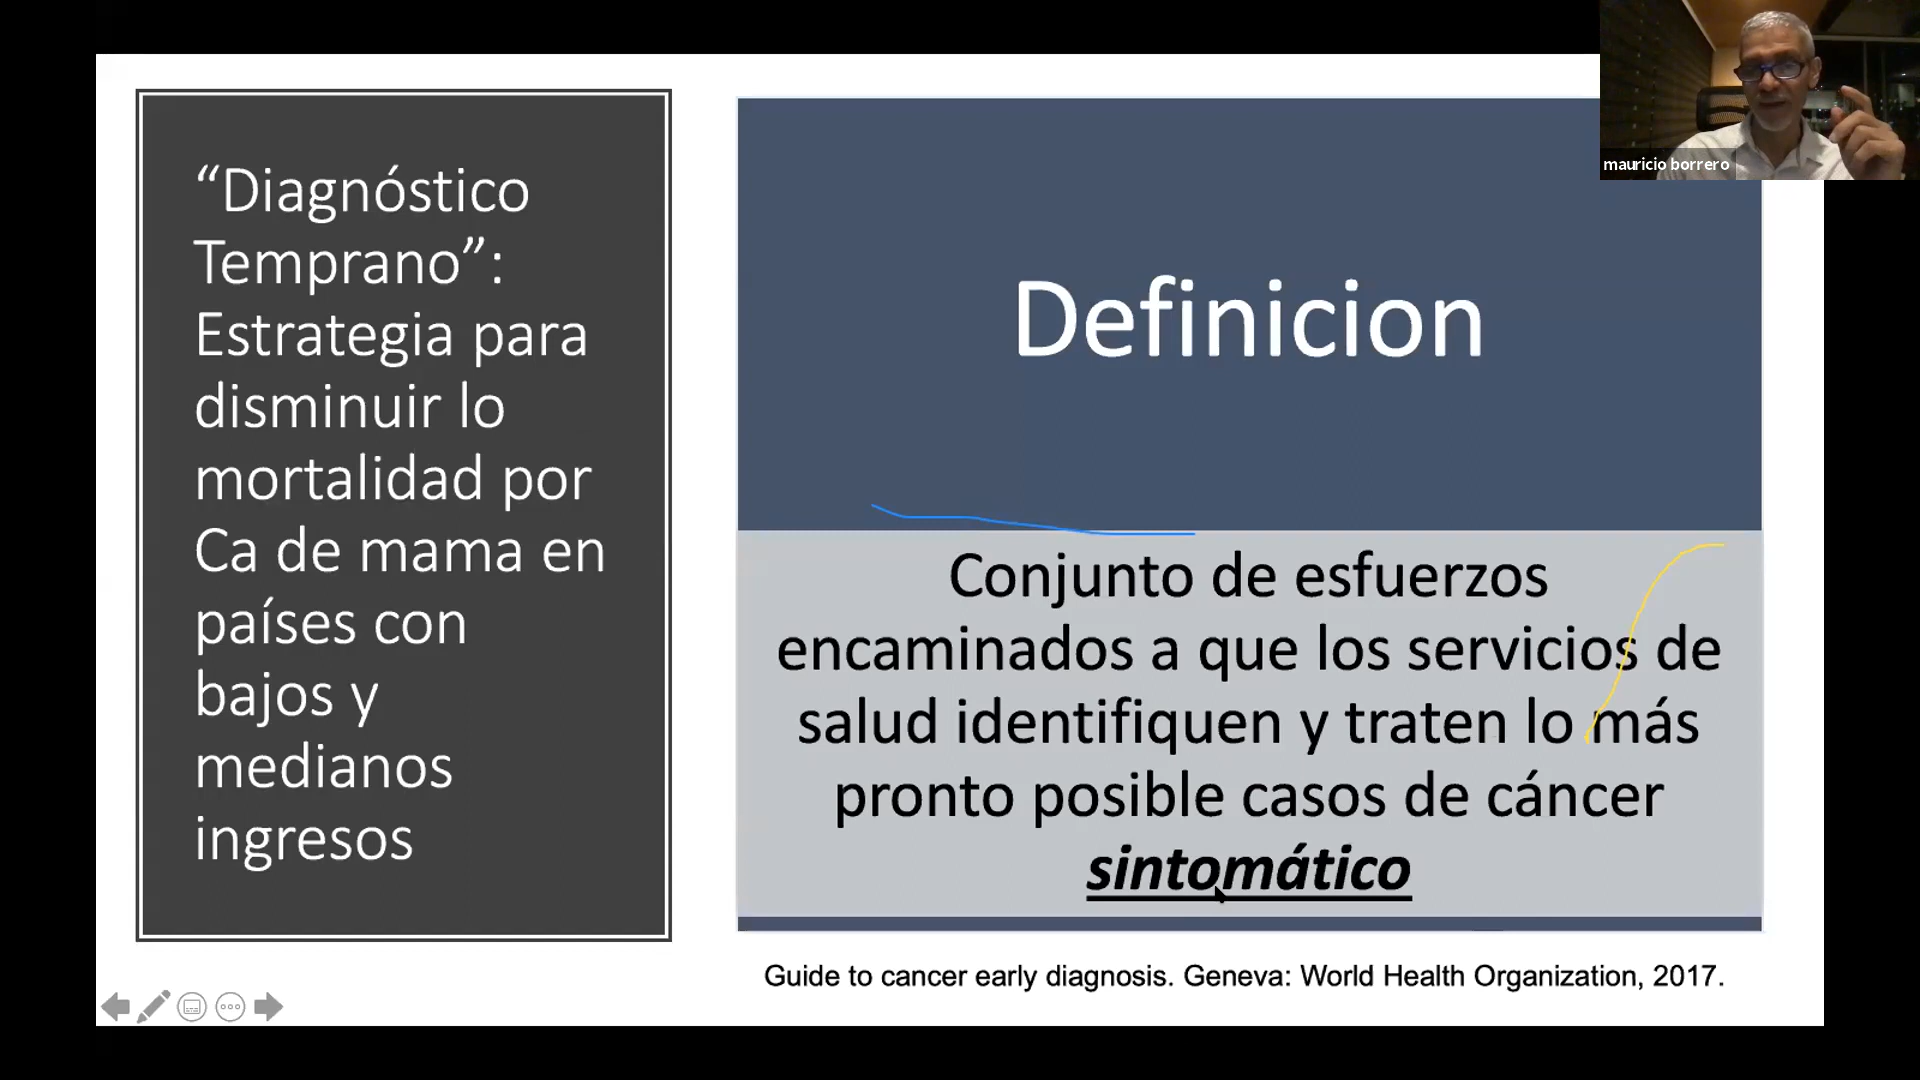 “Diagnóstico
Temprano”:
Estrategia para
disminuir lo
mortalidad por
Ca de mama en
países con
bajos y
medianos
ingresos
Definicion
Conjunto de esfuerzos
encaminados a que los servicios de
salud identifiquen y traten lo más
pronto posible casos de cáncer
sintomático
Guide to cancer early diagnosis. Geneva: World Health Organization, 2017.
mauricio borrero